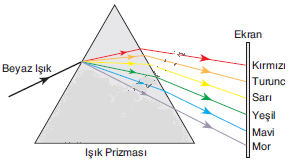 Ekran
Beyaz Işık
Kırmızı
Turuncu
Sarı
Yeşil
Mavi
Mor
Işık Prizması